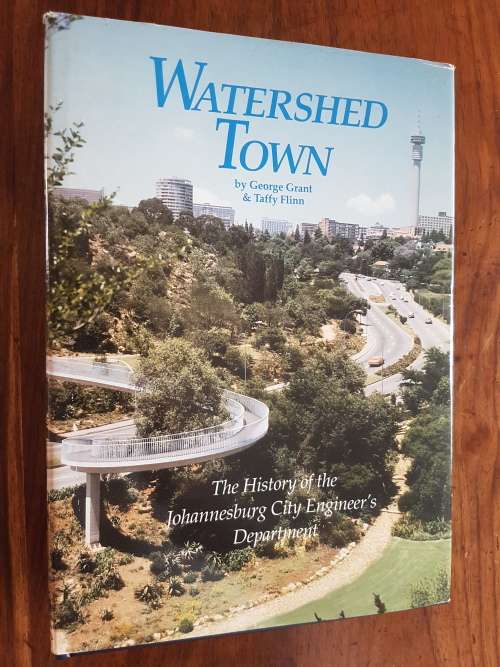 WATERSHED
TOWN
by George Grant
& Taffy Flinn
The History of the
Johannesburg City Engineer's
Department